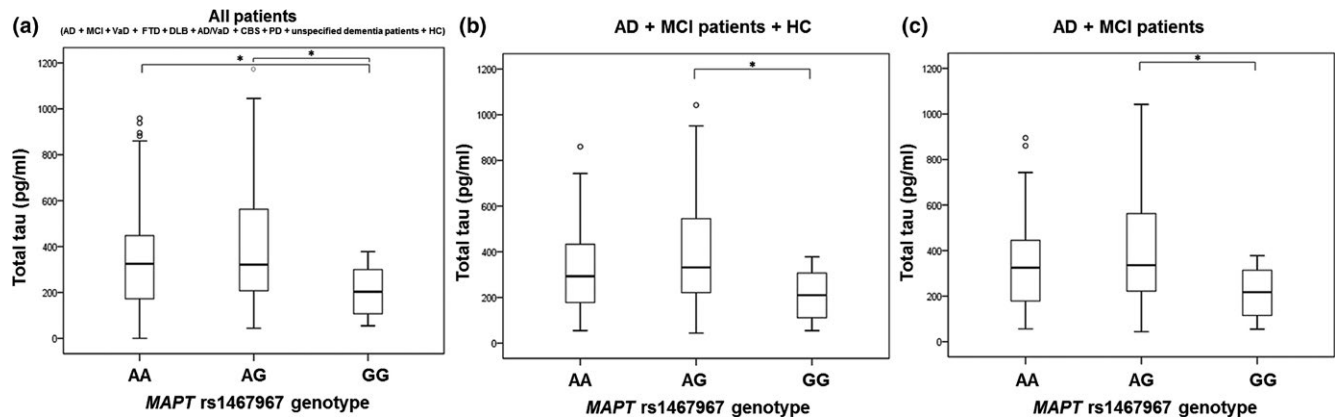 (a)
All patients
(AD + MCI + VaD + FTD + DLB + AD/VaD + CBS + PD + unspecified dementia patients + HC)
*
*
Total tau (pg/ml)
1200
1000
800
600
400
200
0
AA
AG
GG
MAPT rs1467967 genotype
(b)
AD + MCI patients + HC
*
Total tau (pg/ml)
1200
1000
800
600
400
200
0
AA
AG
GG
MAPT rs1467967 genotype
(c)
AD + MCI patients
*
Total tau (pg/ml)
1200
1000
800
600
400
200
0
AA
AG
GG
MAPT rs1467967 genotype